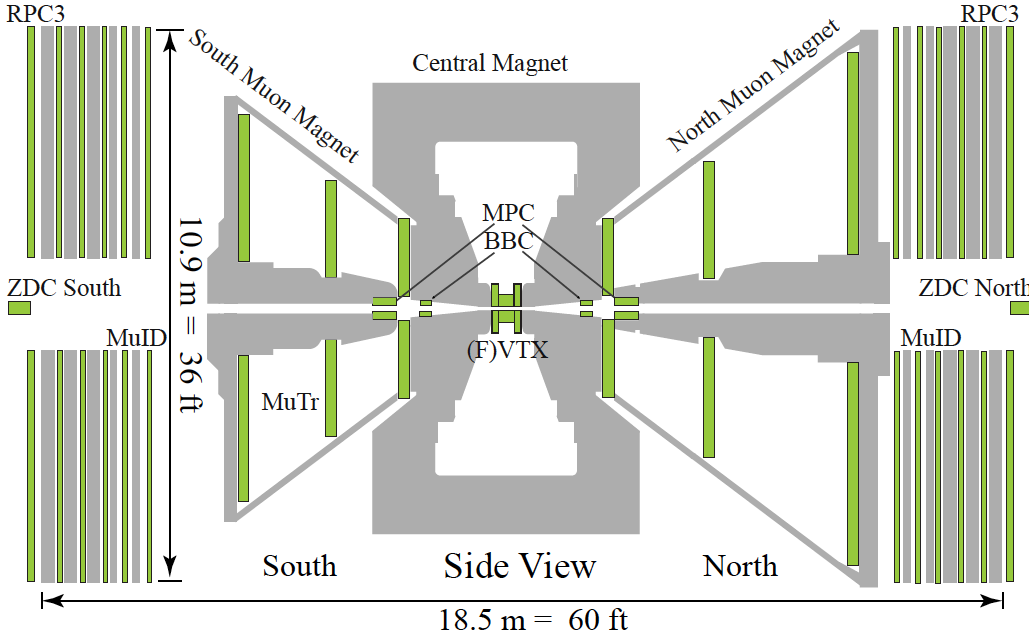 RPC3
RPC3
South Muon Magnet
Central Magnet
North Muon Magnet
MPC
BBC
10.9 m = 36 ft
ZDC South
ZDC North
MuID
(F)VTX
MuID
MuTr
South
Side View
North
18.5 m = 60 ft